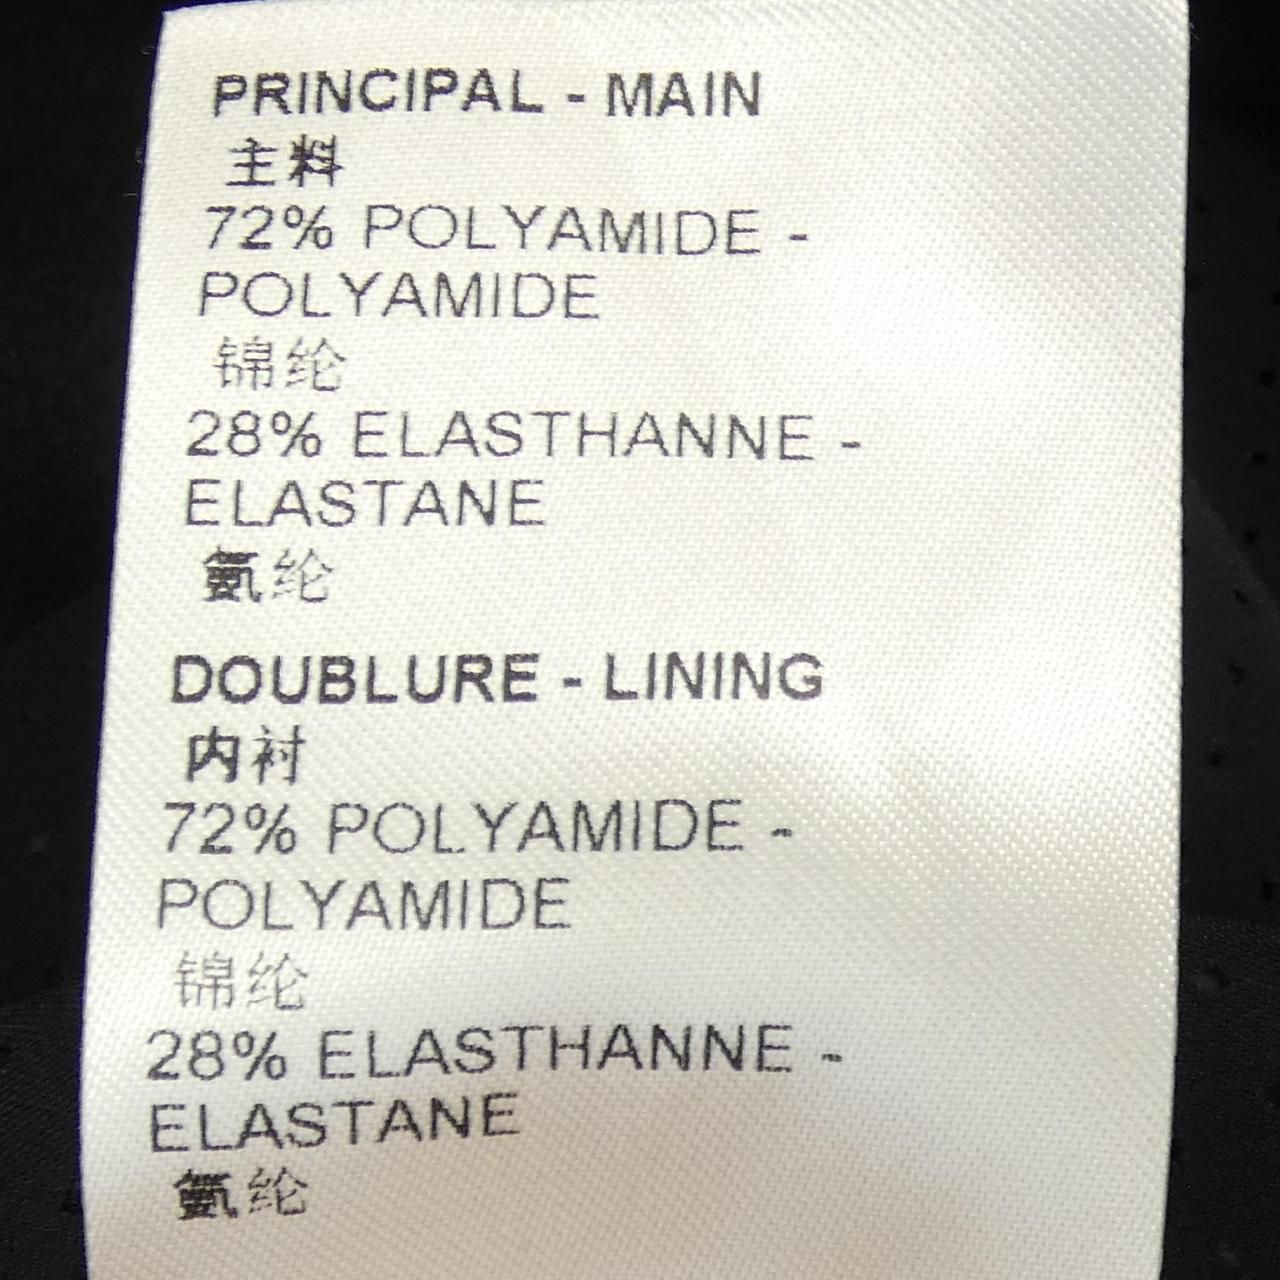 PRINCIPAL - MAIN
主料
72% POLYAMIDE -
POLYAMIDE
锦纶
28% ELASTHANNE -
ELASTANE
氨纶
DOUBLURE - LINING
内衬
72% POLYAMIDE -
POLYAMIDE
锦纶
28% ELASTHANNE -
ELASTANE
氨纶